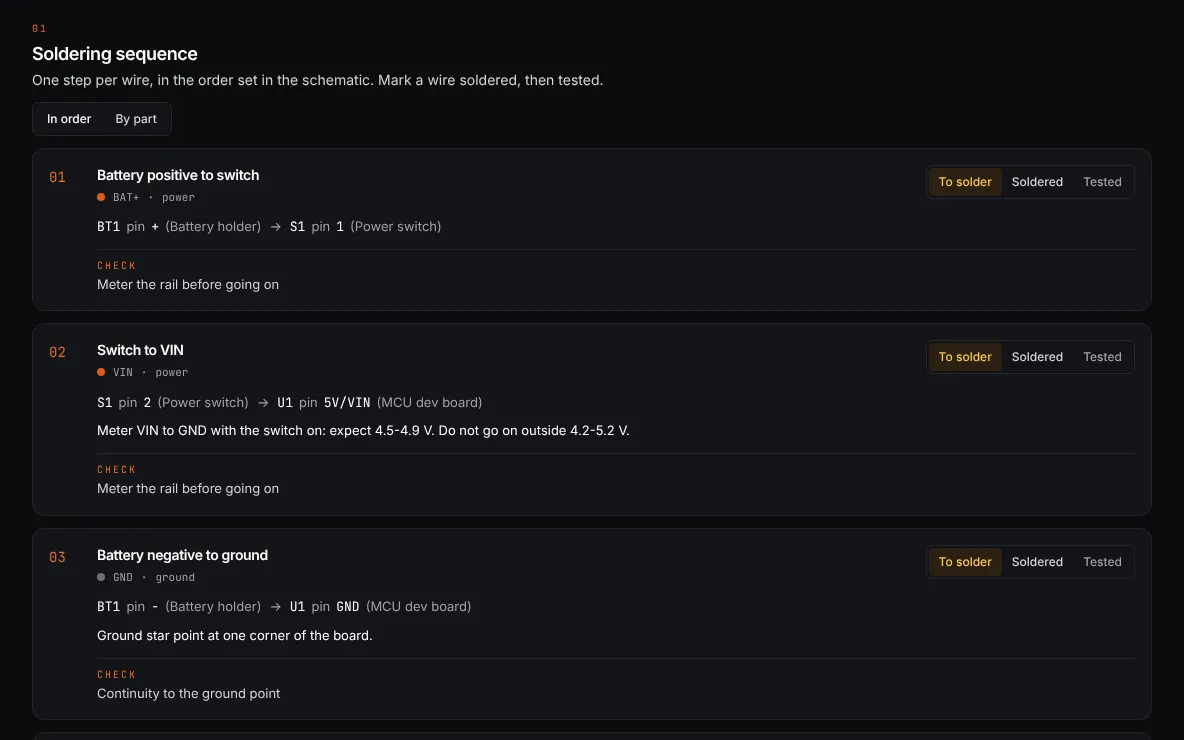 01
Soldering sequence
One step per wire, in the order set in the schematic. Mark a wire soldered, then tested.
In order By part
01 Battery positive to switch To solder Soldered Tested
BAT+ · power
BT1 pin + (Battery holder) → S1 pin 1 (Power switch)
CHECK
Meter the rail before going on
02 Switch to VIN To solder Soldered Tested
VIN · power
S1 pin 2 (Power switch) → U1 pin 5V/VIN (MCU dev board)
Meter VIN to GND with the switch on: expect 4.5-4.9 V. Do not go on outside 4.2-5.2 V.
CHECK
Meter the rail before going on
03 Battery negative to ground To solder Soldered Tested
GND · ground
BT1 pin - (Battery holder) → U1 pin GND (MCU dev board)
Ground star point at one corner of the board.
CHECK
Continuity to the ground point